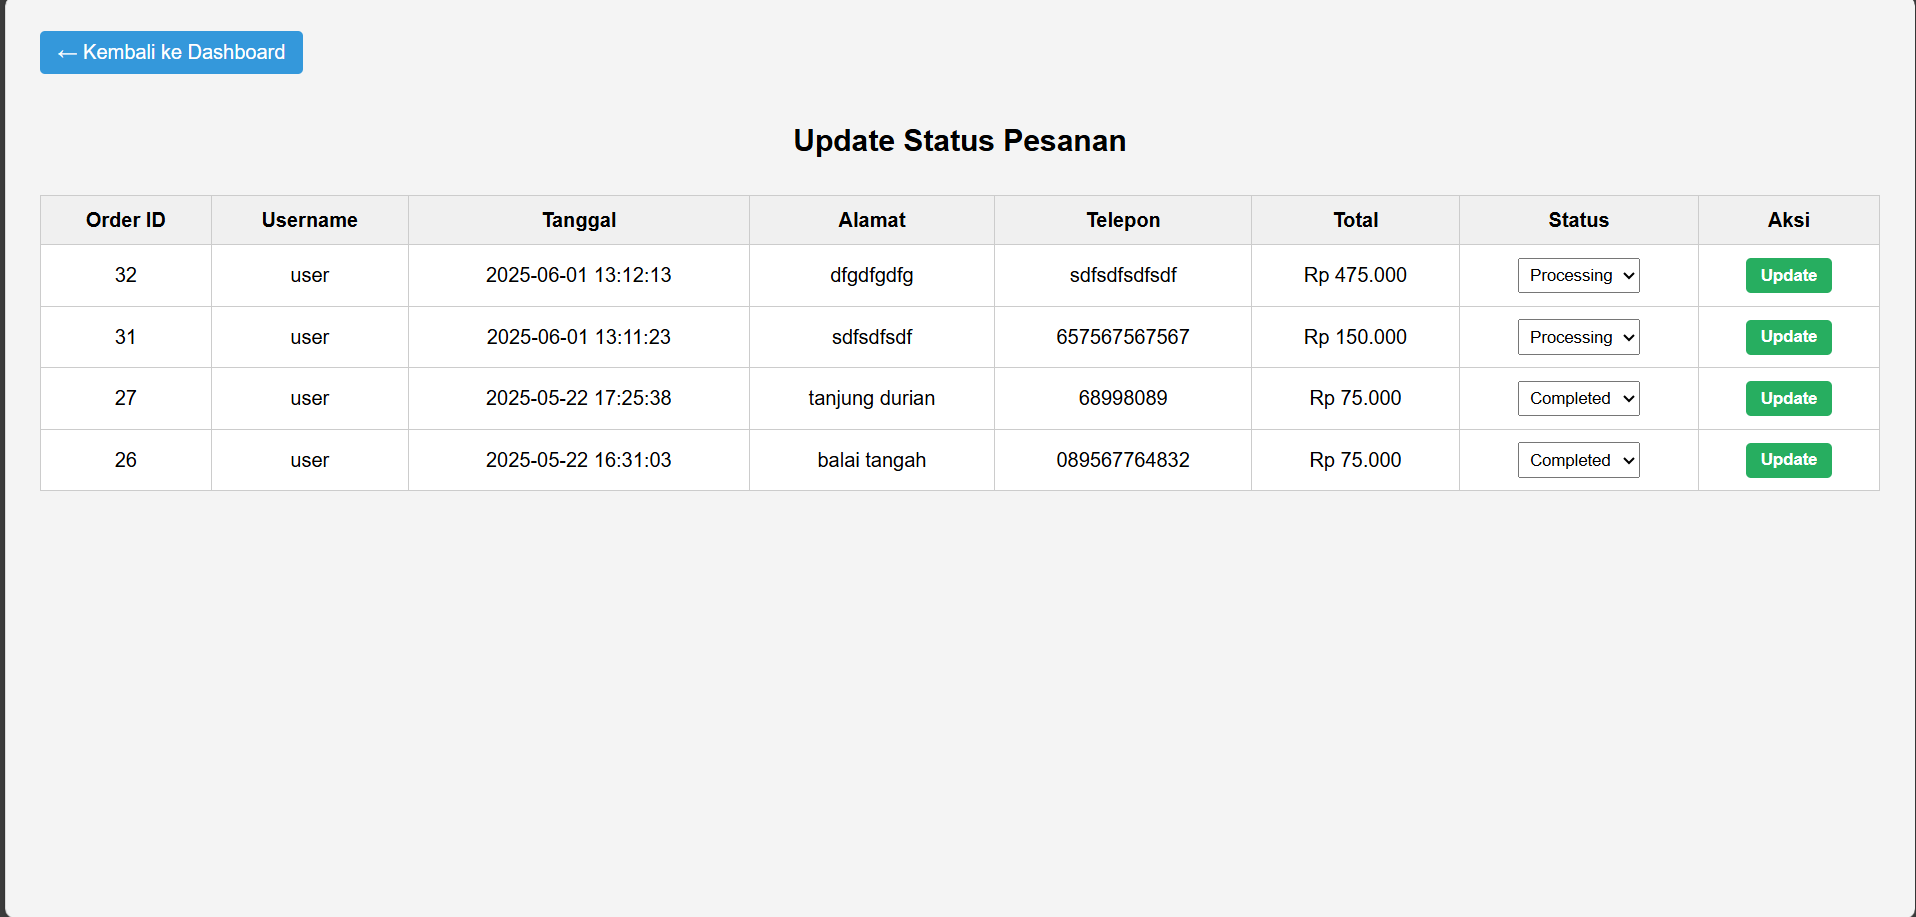 ← Kembali ke Dashboard
Update Status Pesanan
Order ID Username Tanggal Alamat Telepon Total Status Aksi
32 user 2025-06-01 13:12:13 dfgdfgdfg sdfsdfsdfsdf Rp 475.000 Processing Update
31 user 2025-06-01 13:11:23 sdfsdfsdf 657567567567 Rp 150.000 Processing Update
27 user 2025-05-22 17:25:38 tanjung durian 68998089 Rp 75.000 Completed Update
26 user 2025-05-22 16:31:03 balai tangah 089567764832 Rp 75.000 Completed Update